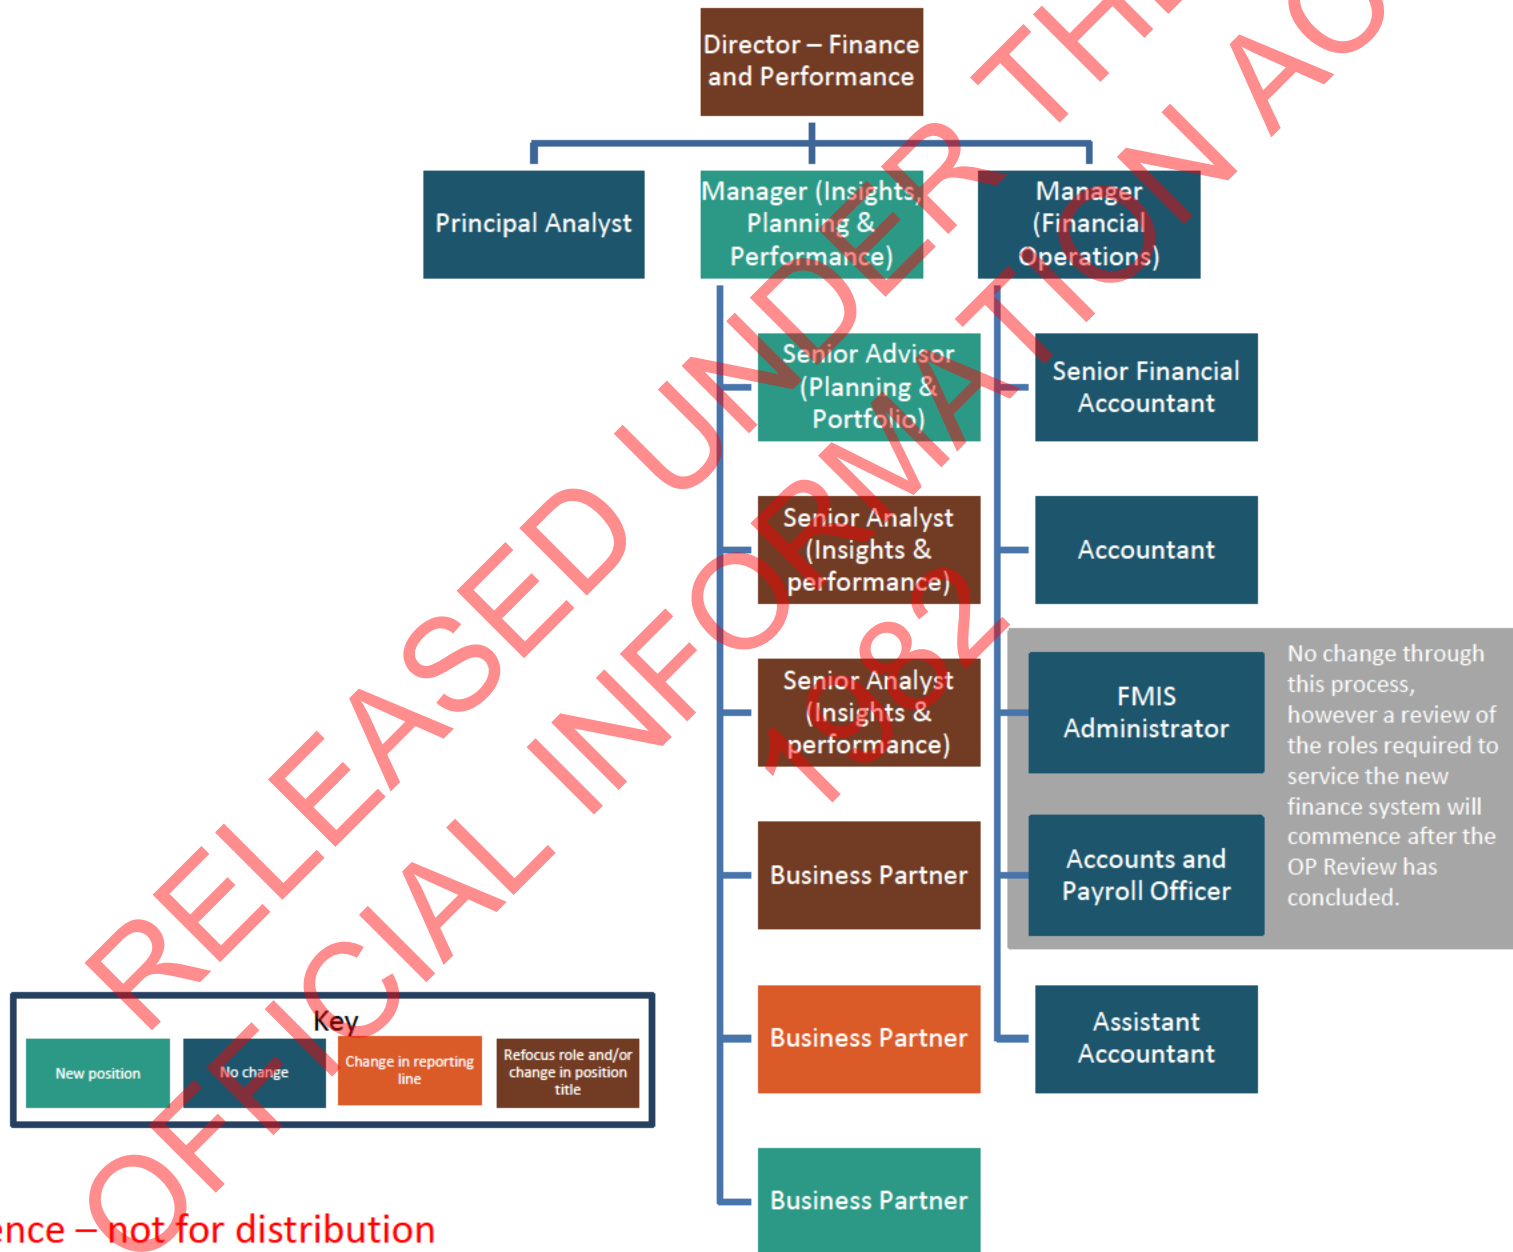 Director – Finance
and Performance
Principal Analyst
Manager (Insights,
Planning &
Performance)
Manager
(Financial
Operations)
Senior Advisor
(Planning &
Portfolio)
Senior Financial
Accountant
Senior Analyst
(Insights &
performance)
Accountant
Senior Analyst
(Insights &
performance)
FMIS
Administrator
No change through
this process,
however a review of
the roles required to
service the new
finance system will
commence after the
OP Review has
concluded.
Business Partner
Accounts and
Payroll Officer
Business Partner
Assistant
Accountant
Business Partner
Key
New position
No change
Change in reporting
line
Refocus role and/or
change in position
title
– not for distribution
RELEASED UNDER
OFFICIAL INFORMATION
1982